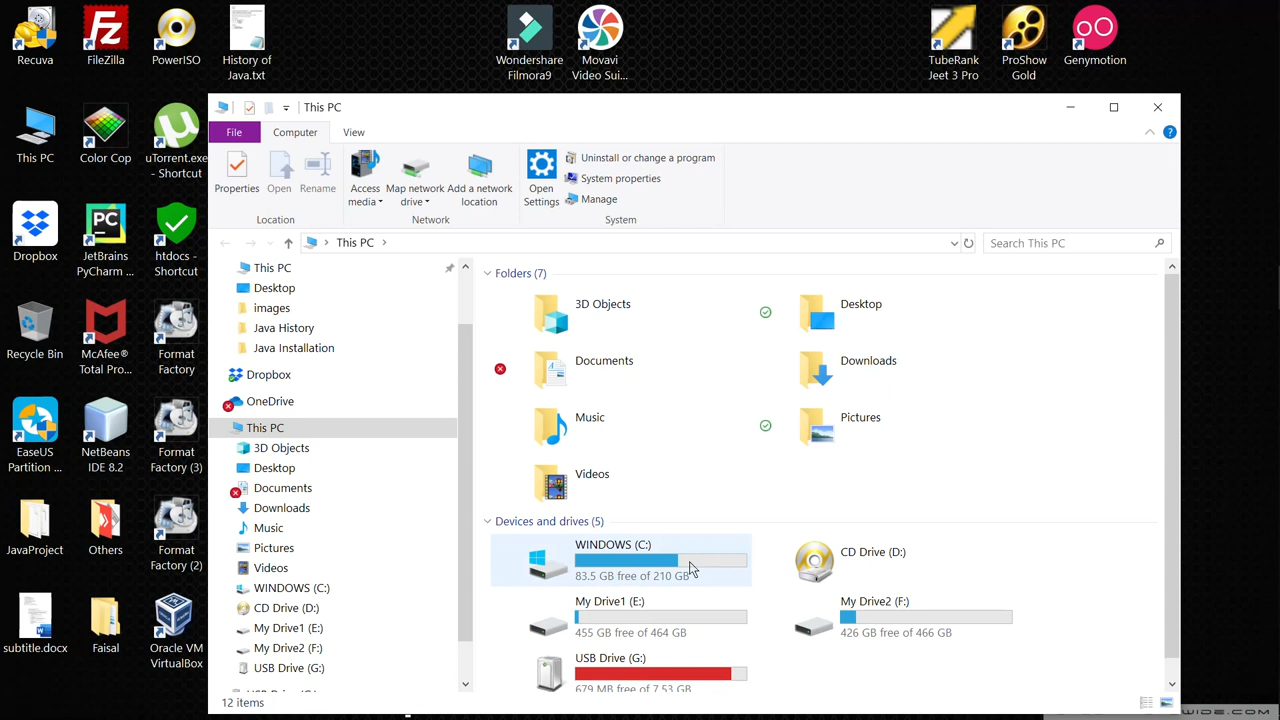 Recuva
FileZilla
PowerISO
History of
Java.txt
Wondershare
Filmora9
Movavi
Video Sui...
TubeRank
Jeet 3 Pro
ProShow
Gold
Genymotion
This PC
Color Cop
uTorrent.exe
- Shortcut
Dropbox
JetBrains
PyCharm ...
htdocs -
Shortcut
Recycle Bin
McAfee®
Total Pro...
Format
Factory
EaseUS
Partition ...
NetBeans
IDE 8.2
Format
Factory (3)
JavaProject
Others
Format
Factory (2)
subtitle.docx
Faisal
Oracle VM
VirtualBox
This PC
File
Computer
View
Properties
Open
Rename
Location
Access
media
Map network
drive
Add a network
location
Network
Open
Settings
Uninstall or change a program
System properties
Manage
System
This PC
Search This PC
This PC
Desktop
images
Java History
Java Installation
Dropbox
OneDrive
This PC
3D Objects
Desktop
Documents
Downloads
Music
Pictures
Videos
WINDOWS (C:)
CD Drive (D:)
My Drive1 (E:)
My Drive2 (F:)
USB Drive (G:)
Folders (7)
3D Objects
Desktop
Documents
Downloads
Music
Pictures
Videos
Devices and drives (5)
WINDOWS (C:)
83.5 GB free of 210 GB
CD Drive (D:)
My Drive1 (E:)
455 GB free of 464 GB
My Drive2 (F:)
426 GB free of 466 GB
USB Drive (G:)
679 MB free of 7.53 GB
12 items